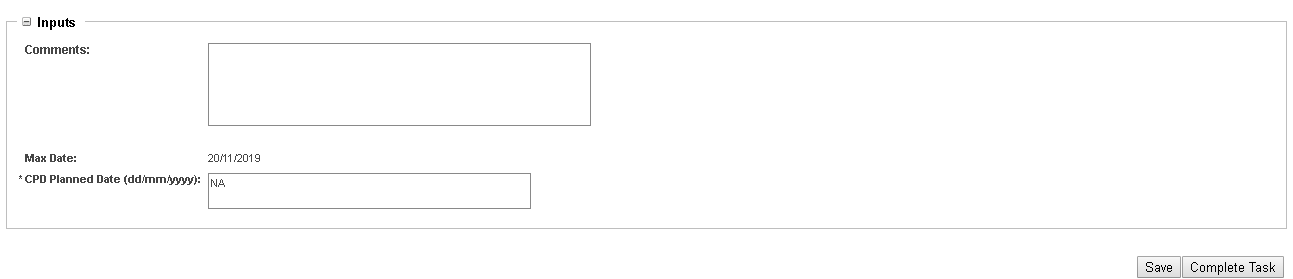 Inputs
Comments:
Max Date: 20/11/2019
* CPD Planned Date (dd/mm/yyyy): NA
Save Complete Task